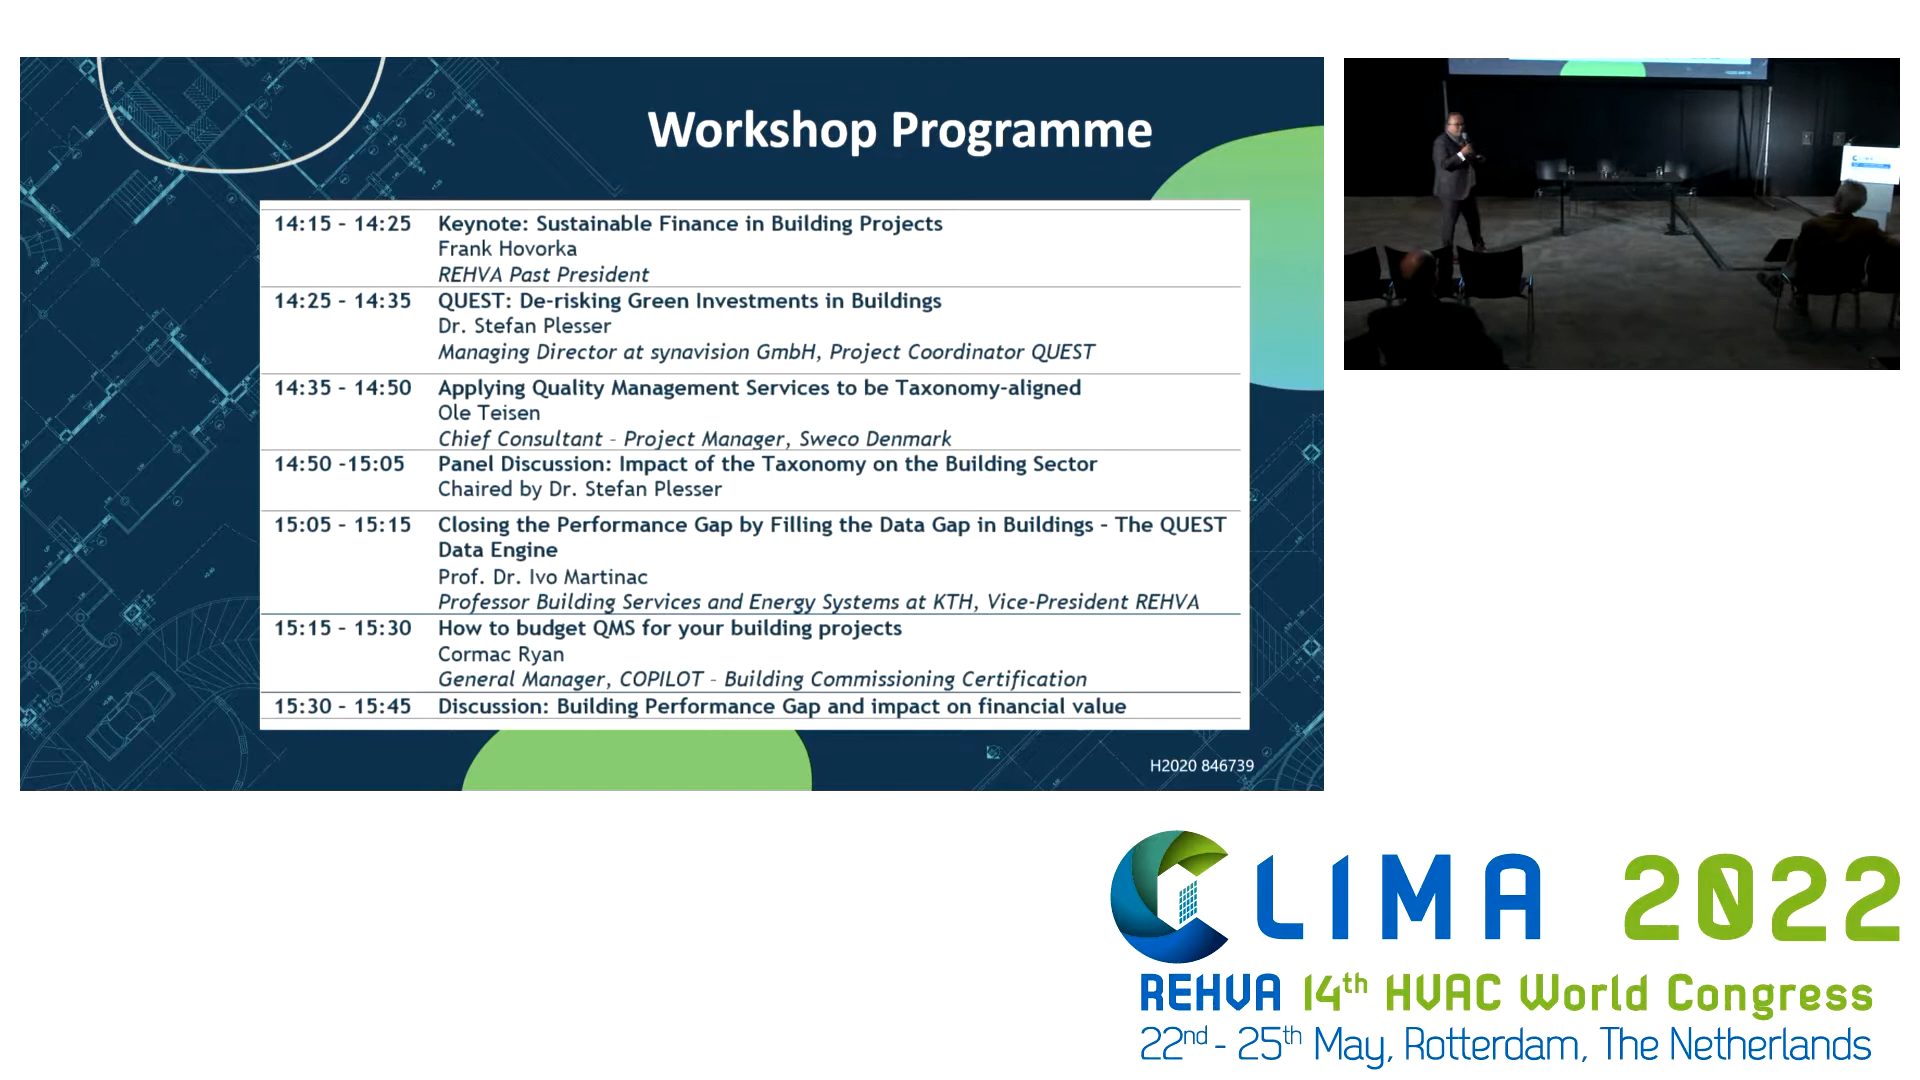 Workshop Programme
14:15 – 14:25 Keynote: Sustainable Finance in Building Projects
Frank Hovorka
REHVA Past President
14:25 – 14:35 QUEST: De-risking Green Investments in Buildings
Dr. Stefan Plesser
Managing Director at synavision GmbH, Project Coordinator QUEST
14:35 – 14:50 Applying Quality Management Services to be Taxonomy-aligned
Ole Teisen
Chief Consultant – Project Manager, Sweco Denmark
14:50 -15:05 Panel Discussion: Impact of the Taxonomy on the Building Sector
Chaired by Dr. Stefan Plesser
15:05 – 15:15 Closing the Performance Gap by Filling the Data Gap in Buildings – The QUEST
Data Engine
Prof. Dr. Ivo Martinac
Professor Building Services and Energy Systems at KTH, Vice-President REHVA
15:15 – 15:30 How to budget QMS for your building projects
Cormac Ryan
General Manager, COPILOT – Building Commissioning Certification
15:30 – 15:45 Discussion: Building Performance Gap and impact on financial value
H2020 846739
CLIMA 2022
REHVA 14th HVAC World Congress
22nd - 25th May, Rotterdam, The Netherlands